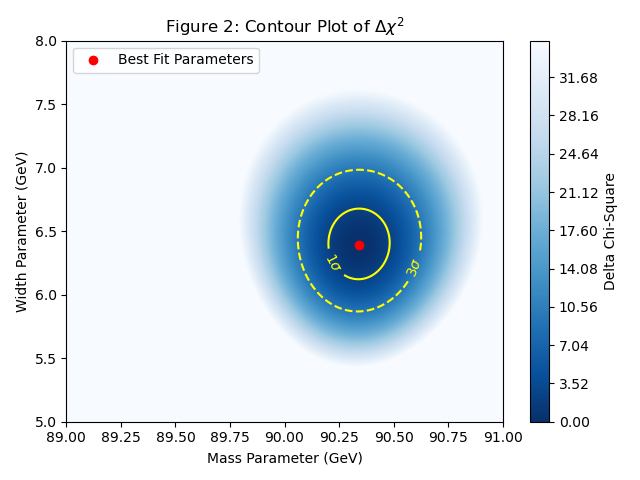 Figure 2: Contour Plot of Δχ²
8.0
Best Fit Parameters
7.5
7.0
6.5
6.0
5.5
5.0
Width Parameter (GeV)
1σ
3σ
89.00 89.25 89.50 89.75 90.00 90.25 90.50 90.75 91.00
Mass Parameter (GeV)
31.68
28.16
24.64
21.12
17.60
14.08
10.56
7.04
3.52
0.00
Delta Chi-Square